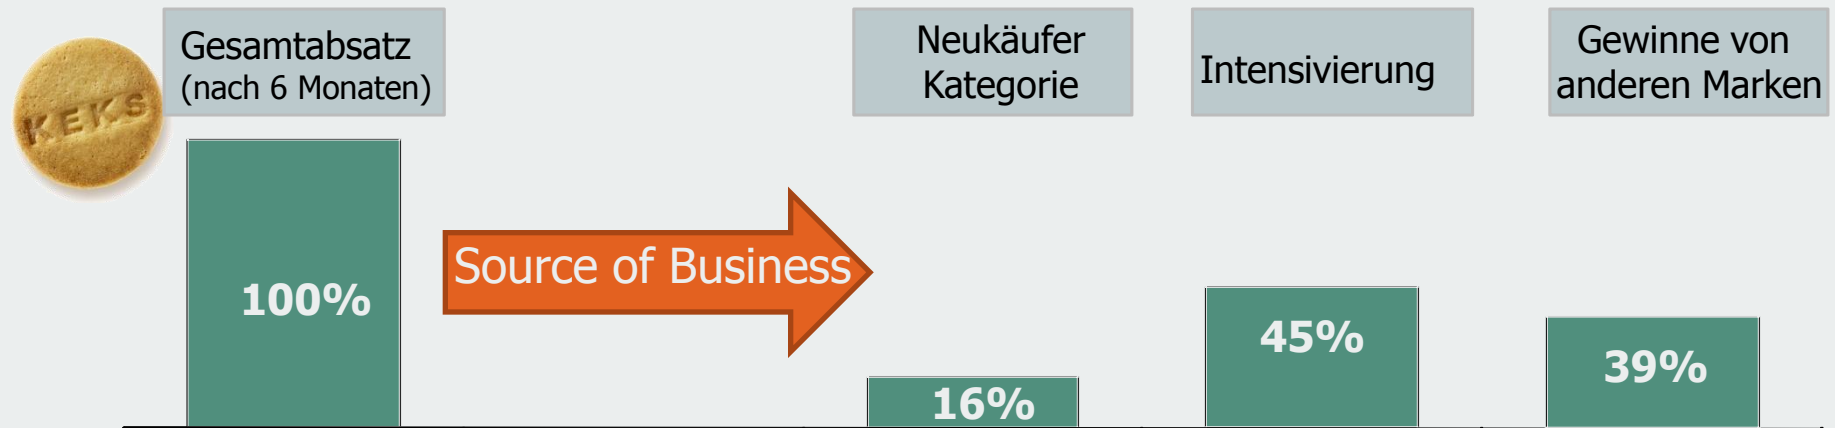 KEKS
Gesamtabsatz
(nach 6 Monaten)
Neukäufer
Kategorie
Intensivierung
Gewinne von
anderen Marken
Source of Business
100%
16%
45%
39%